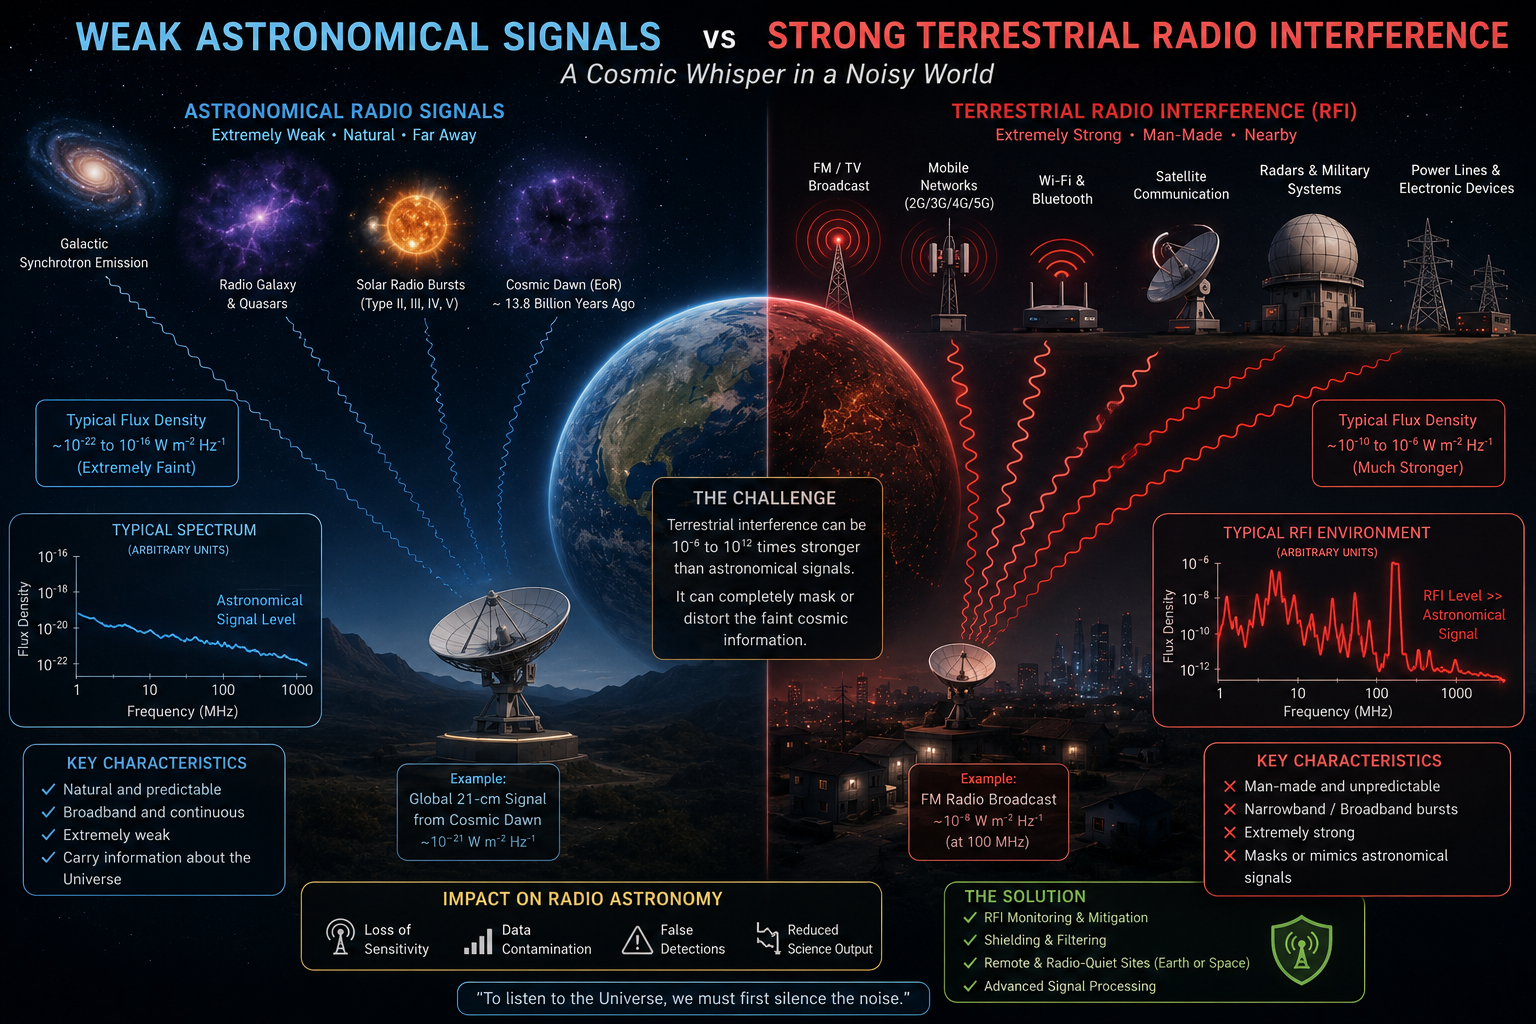 WEAK ASTRONOMICAL SIGNALS VS STRONG TERRESTRIAL RADIO INTERFERENCE
A Cosmic Whisper in a Noisy World
ASTRONOMICAL RADIO SIGNALS
Extremely Weak • Natural • Far Away
Galactic
Synchrotron Emission
Radio Galaxy
& Quasars
Solar Radio Bursts
(Type II, III, IV, V)
Cosmic Dawn (EoR)
~ 13.8 Billion Years Ago
TERRESTRIAL RADIO INTERFERENCE (RFI)
Extremely Strong • Man-Made • Nearby
FM / TV
Broadcast
Mobile
Networks
(2G/3G/4G/5G)
Wi-Fi &
Bluetooth
Satellite
Communication
Radars & Military
Systems
Power Lines &
Electronic Devices
Typical Flux Density
~10⁻²² to 10⁻¹⁶ W m⁻² Hz⁻¹
(Extremely Faint)
Typical Flux Density
~10⁻¹⁰ to 10⁻⁶ W m⁻² Hz⁻¹
(Much Stronger)
TYPICAL SPECTRUM
(ARBITRARY UNITS)
Flux Density
10⁻¹⁶
10⁻¹⁸
10⁻²⁰
10⁻²²
Astronomical
Signal Level
1 10 100 1000
Frequency (MHz)
THE CHALLENGE
Terrestrial interference can be
10⁻⁶ to 10¹² times stronger
than astronomical signals.
It can completely mask or
distort the faint cosmic
information.
TYPICAL RFI ENVIRONMENT
(ARBITRARY UNITS)
Flux Density
10⁻⁶
10⁻⁸
10⁻¹⁰
10⁻¹²
RFI Level >>
Astronomical
Signal
1 10 100 1000
Frequency (MHz)
KEY CHARACTERISTICS
✓ Natural and predictable
✓ Broadband and continuous
✓ Extremely weak
✓ Carry information about the
Universe
Example:
Global 21-cm Signal
from Cosmic Dawn
~10⁻²¹ W m⁻² Hz⁻¹
Example:
FM Radio Broadcast
~10⁻⁸ W m⁻² Hz⁻¹
(at 100 MHz)
KEY CHARACTERISTICS
✕ Man-made and unpredictable
✕ Narrowband / Broadband bursts
✕ Extremely strong
✕ Masks or mimics astronomical
signals
IMPACT ON RADIO ASTRONOMY
Loss of
Sensitivity
Data
Contamination
False
Detections
Reduced
Science Output
THE SOLUTION
✓ RFI Monitoring & Mitigation
✓ Shielding & Filtering
✓ Remote & Radio-Quiet Sites (Earth or Space)
✓ Advanced Signal Processing
"To listen to the Universe, we must first silence the noise."